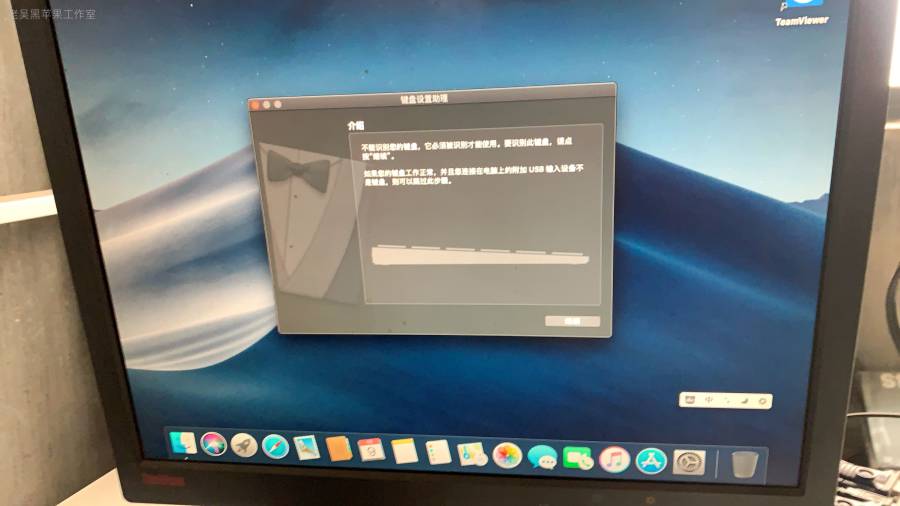 老吴黑苹果工作室
TeamViewer
键盘设置助理
介绍
不能识别您的键盘，它必须被识别才能使用。要识别此键盘，请点
按“继续”。
如果您的键盘工作正常，并且您连接在电脑上的附加 USB 输入设备不
是键盘，则可以跳过此步骤。
继续
中
9